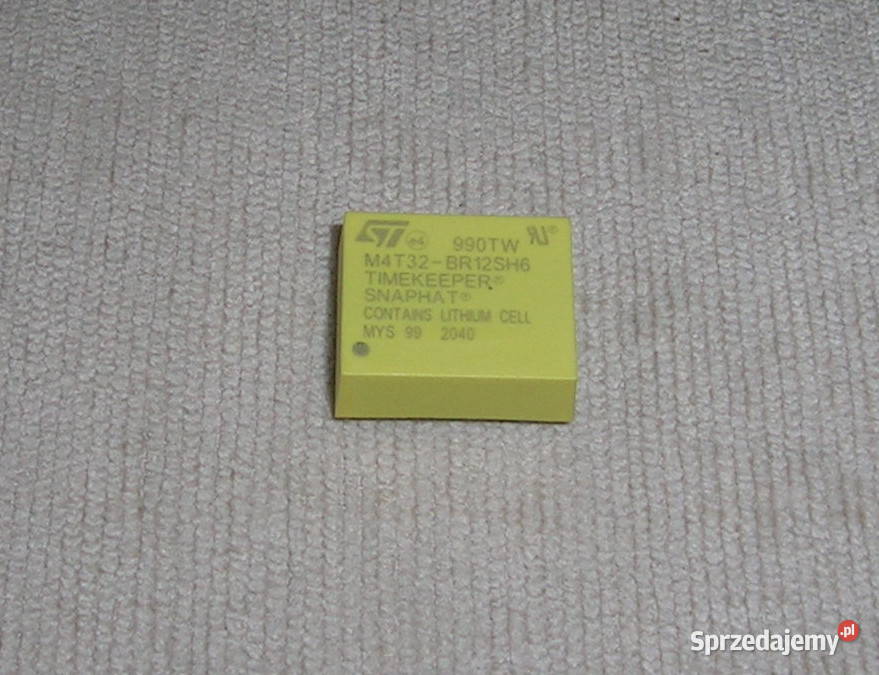 ST e4 990TW
M4T32-BR12SH6
TIMEKEEPER®
SNAPHAT®
CONTAINS LITHIUM CELL
MYS 99 2040
Sprzedajemy.pl